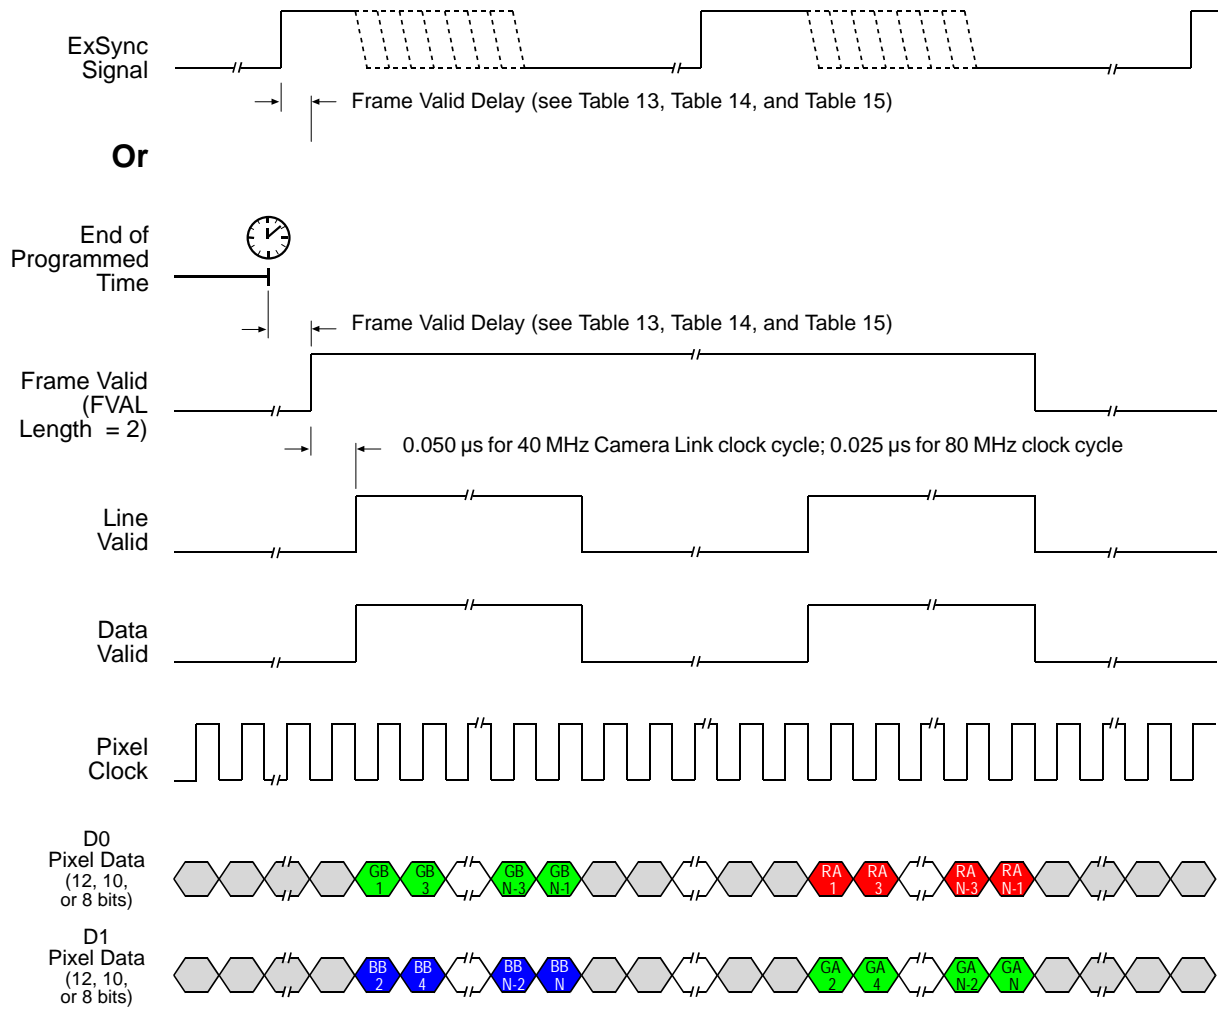 ExSync
Signal
Frame Valid Delay (see Table 13, Table 14, and Table 15)
Or
End of
Programmed
Time
Frame Valid Delay (see Table 13, Table 14, and Table 15)
Frame Valid
(FVAL
Length = 2)
0.050 µs for 40 MHz Camera Link clock cycle; 0.025 µs for 80 MHz clock cycle
Line
Valid
Data
Valid
Pixel
Clock
D0
Pixel Data
(12, 10,
or 8 bits)
GB GB GB GB RA RA RA RA
1 3 N-3 N-1 1 3 N-3 N-1
D1
Pixel Data
(12, 10,
or 8 bits)
BB BB BB BB GA GA GA GA
2 4 N-2 N 2 4 N-2 N